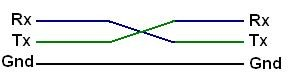 Rx Rx
Tx Tx
Gnd Gnd